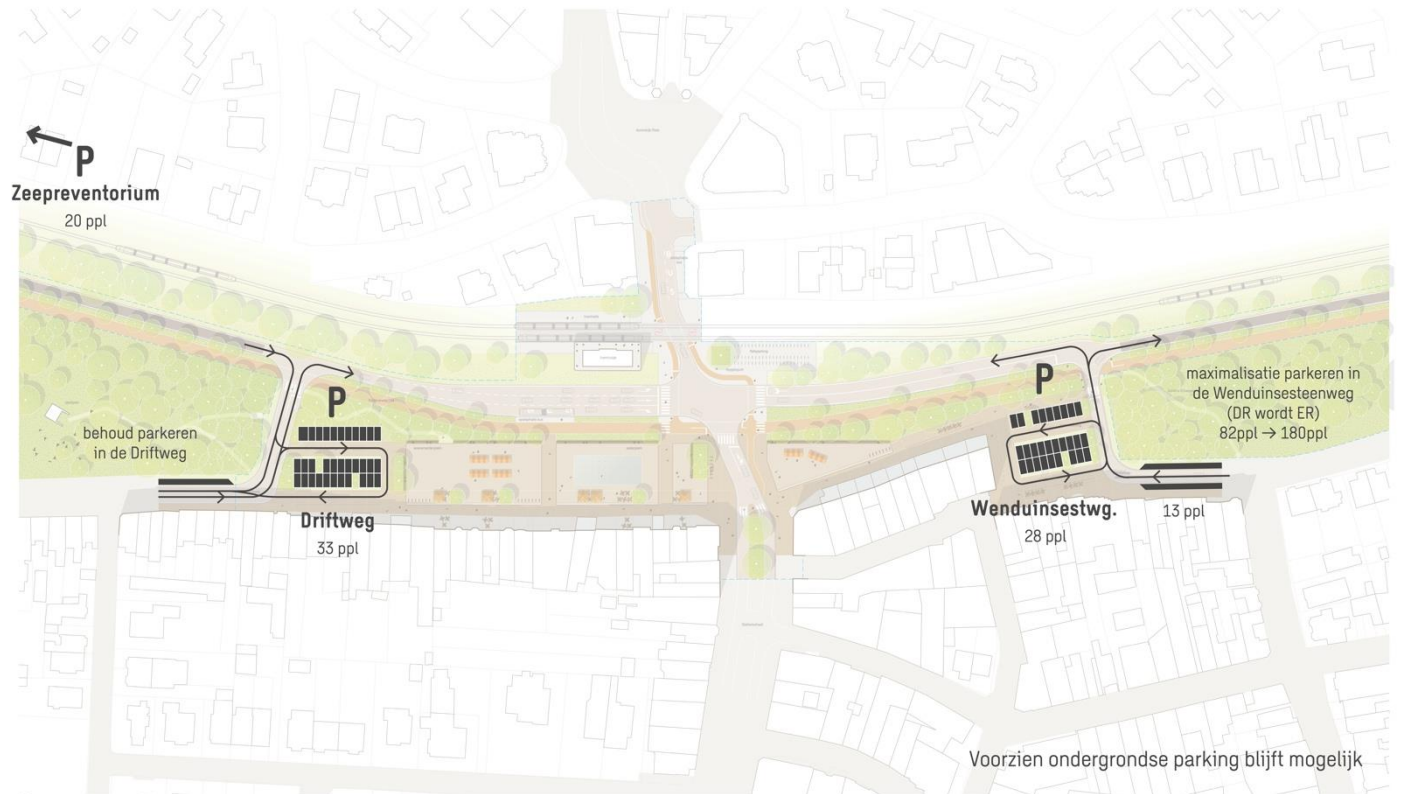 P
Zeepreventorium
20 ppl
P
behoud parkeren
in de Driftweg
Driftweg
33 ppl
P
maximalisatie parkeren in
de Wenduinsesteenweg
(DR wordt ER)
82ppl → 180ppl
Wenduinsestwg.
28 ppl
13 ppl
Voorzien ondergrondse parking blijft mogelijk